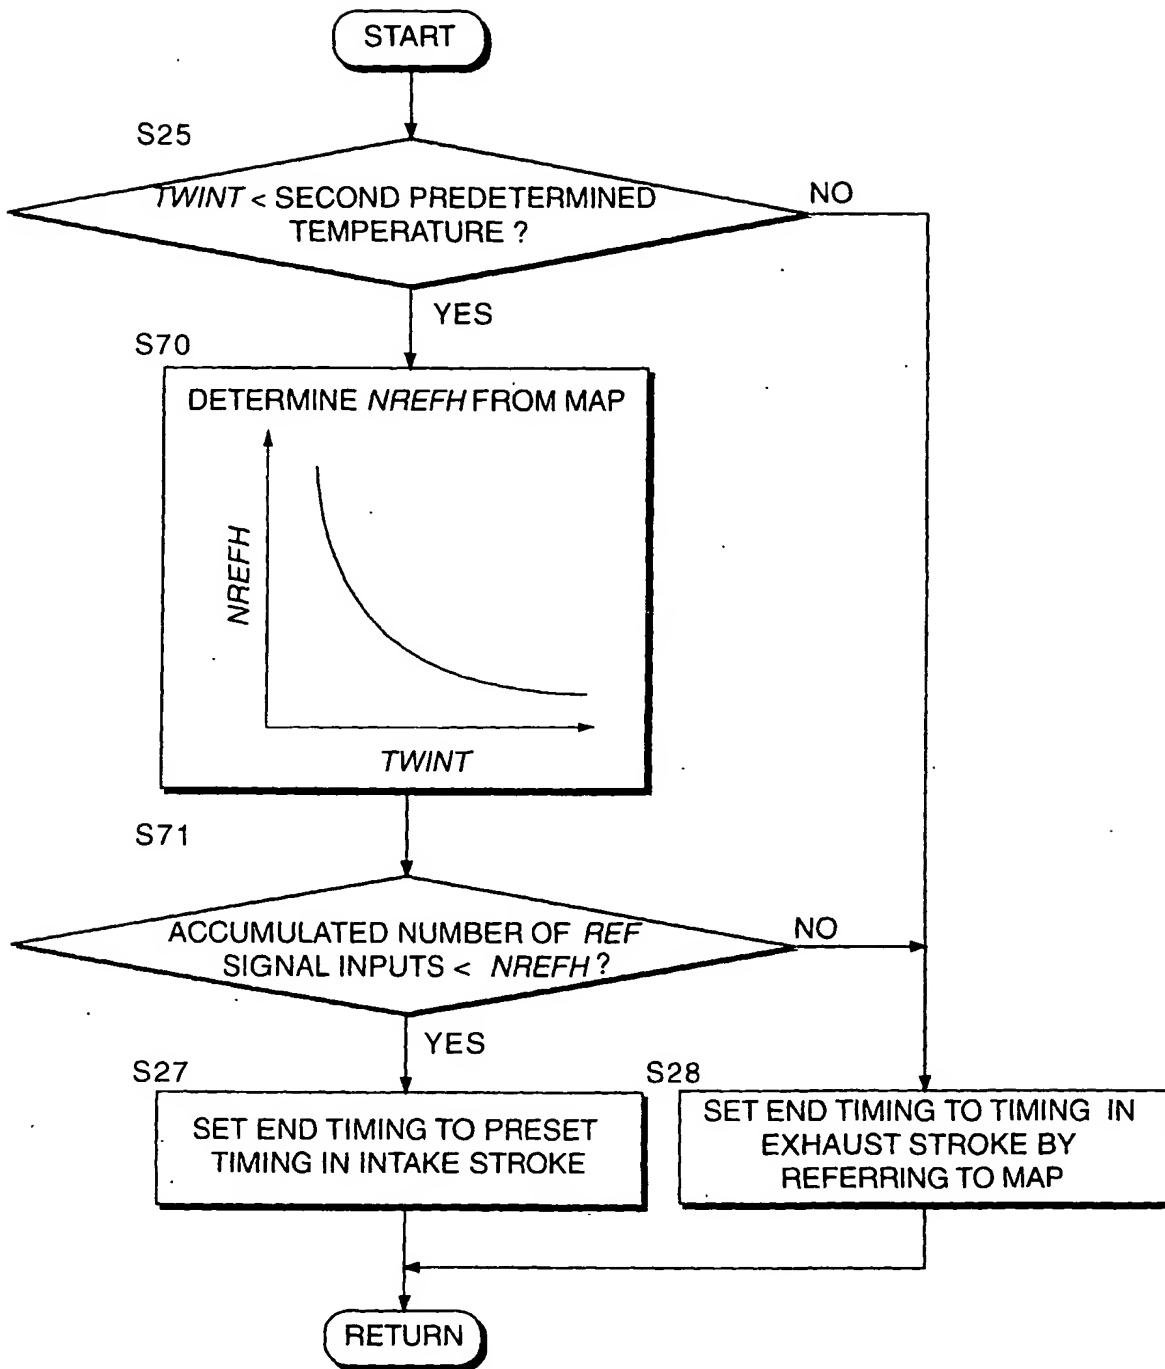 START
S25
TWINT < SECOND PREDETERMINED
TEMPERATURE ?
NO
YES
S70
DETERMINE NREFH FROM MAP
NREFH
TWINT
S71
ACCUMULATED NUMBER OF REF
SIGNAL INPUTS < NREFH ?
NO
YES
S27
SET END TIMING TO PRESET
TIMING IN INTAKE STROKE
S28
SET END TIMING TO TIMING IN
EXHAUST STROKE BY
REFERRING TO MAP
RETURN